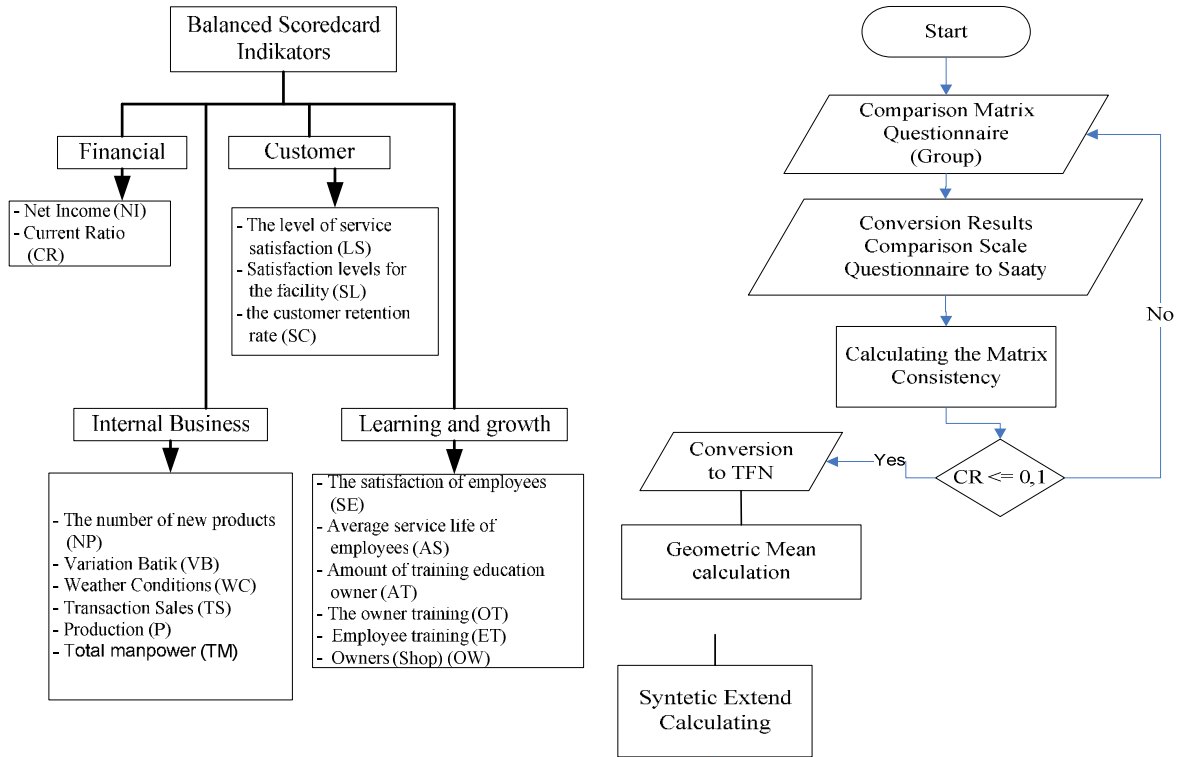 Balanced Scoredcard
Indikators
Financial
- Net Income (NI)
- Current Ratio
(CR)
Customer
- The level of service
satisfaction (LS)
- Satisfaction levels for
the facility (SL)
- the customer retention
rate (SC)
Internal Business
- The number of new products
(NP)
- Variation Batik (VB)
- Weather Conditions (WC)
- Transaction Sales (TS)
- Production (P)
- Total manpower (TM)
Learning and growth
- The satisfaction of employees
(SE)
- Average service life of
employees (AS)
- Amount of training education
owner (AT)
- The owner training (OT)
- Employee training (ET)
- Owners (Shop) (OW)
Start
Comparison Matrix
Questionnaire
(Group)
Conversion Results
Comparison Scale
Questionnaire to Saaty
Calculating the Matrix
Consistency
CR <= 0,1
No
Yes
Conversion
to TFN
Geometric Mean
calculation
Syntetic Extend
Calculating